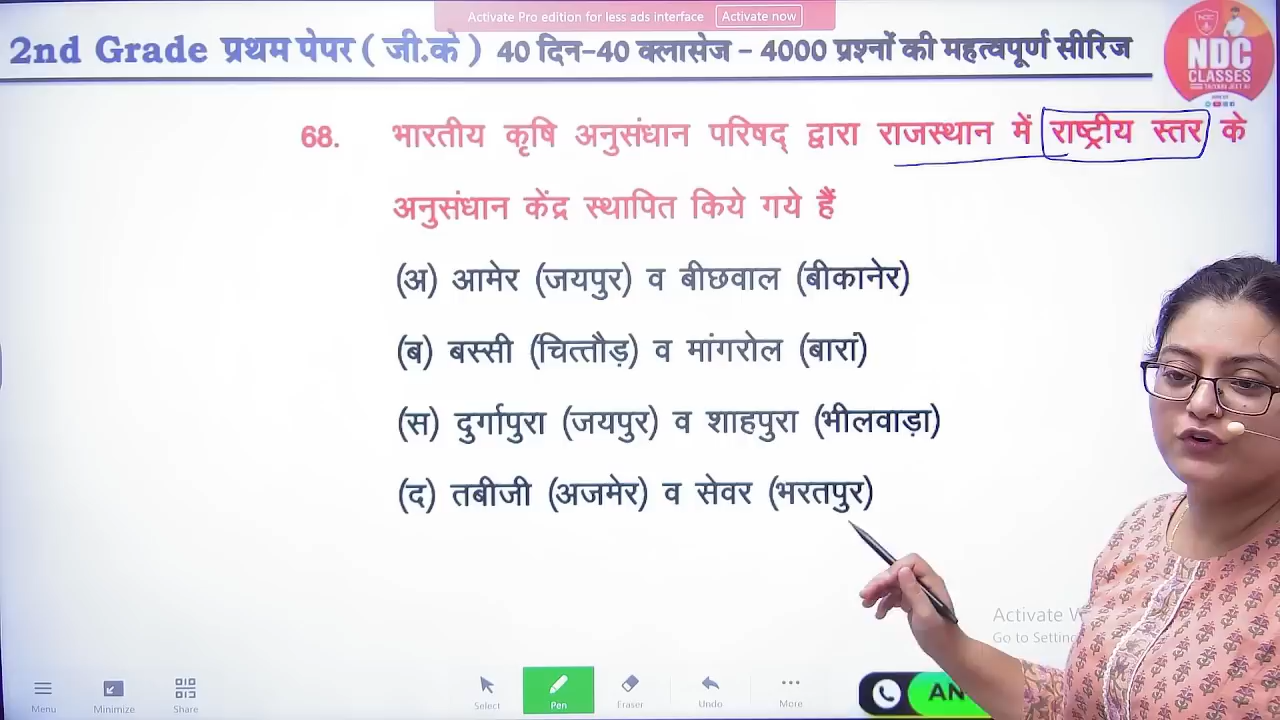 Activate Pro edition for less ads interface Activate now
2nd Grade प्रथम पेपर ( जी.के ) 40 दिन-40 क्लासेज - 4000 प्रश्नों की महत्वपूर्ण सीरिज
NDC
CLASSES
68. भारतीय कृषि अनुसंधान परिषद् द्वारा राजस्थान में राष्ट्रीय स्तर के
अनुसंधान केंद्र स्थापित किये गये हैं
(अ) आमेर (जयपुर) व बीछवाल (बीकानेर)
(ब) बस्सी (चित्तौड़) व मांगरोल (बारां)
(स) दुर्गापुरा (जयपुर) व शाहपुरा (भीलवाड़ा)
(द) तबीजी (अजमेर) व सेवर (भरतपुर)
Activate
Go to Setting
Menu Minimize Share Select Pen Eraser Undo More
AN